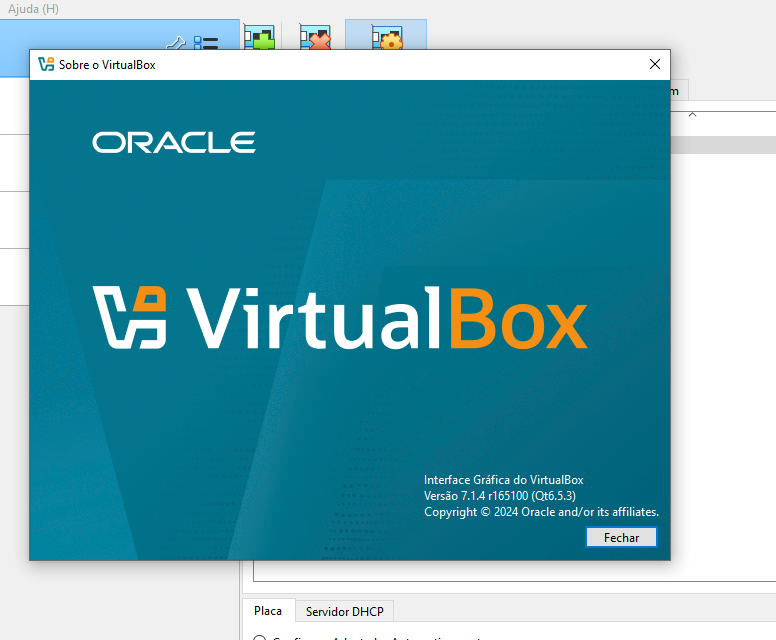 Ajuda (H)
Sobre o VirtualBox
m
ORACLE
VirtualBox
Interface Gráfica do VirtualBox
Versão 7.1.4 r165100 (Qt6.5.3)
Copyright © 2024 Oracle and/or its affiliates.
Fechar
Placa
Servidor DHCP